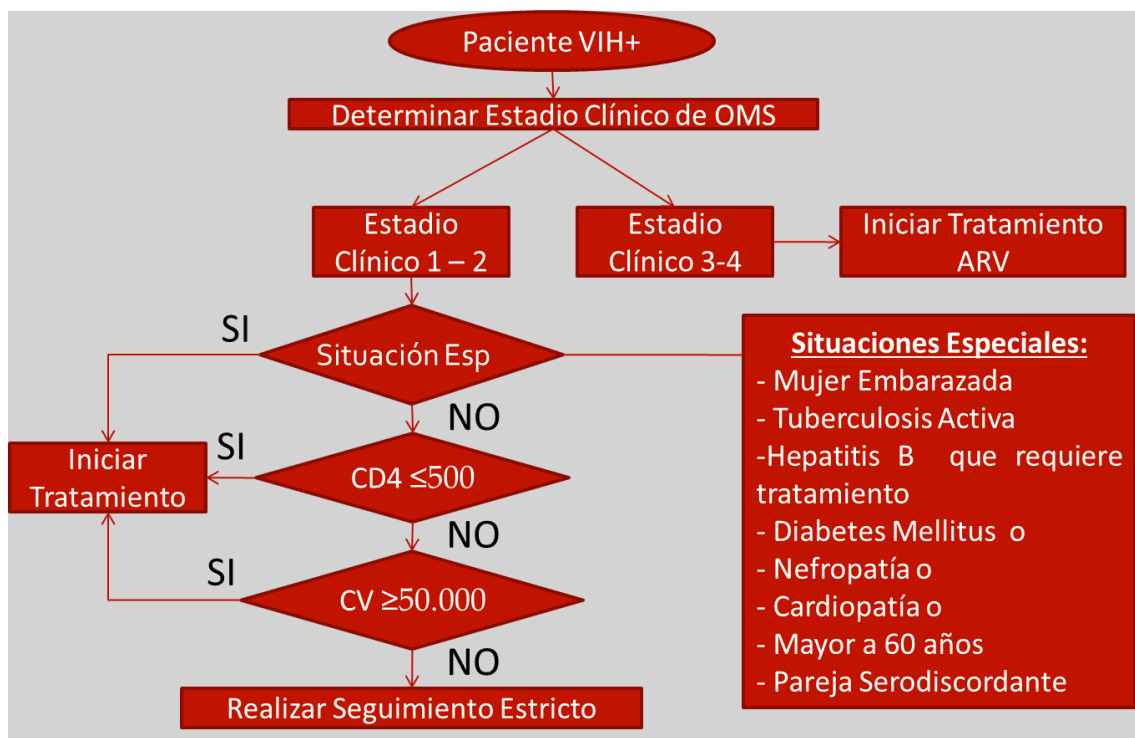 Paciente VIH+
Determinar Estadio Clínico de OMS
Estadio
Clínico 1 – 2
Estadio
Clínico 3-4
Iniciar Tratamiento
ARV
SI
Situación Esp
NO
SI
Iniciar
Tratamiento
CD4 ≤500
NO
SI
CV ≥50.000
NO
Realizar Seguimiento Estricto
Situaciones Especiales:
- Mujer Embarazada
- Tuberculosis Activa
-Hepatitis B que requiere
tratamiento
- Diabetes Mellitus o
- Nefropatía o
- Cardiopatía o
- Mayor a 60 años
- Pareja Serodiscordante